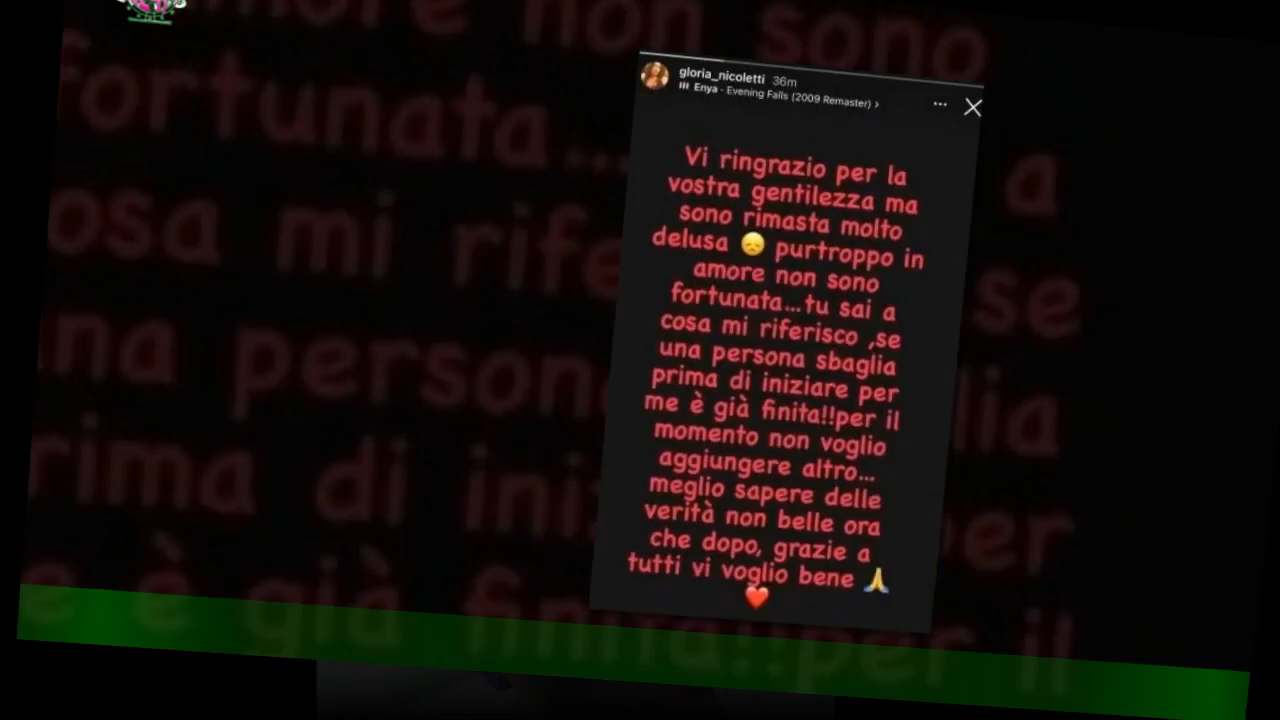 gloria_nicoletti 36m
Enya · Evening Falls (2009 Remaster) ›
Vi ringrazio per la
vostra gentilezza ma
sono rimasta molto
delusa 😞 purtroppo in
amore non sono
fortunata...tu sai a
cosa mi riferisco ,se
una persona sbaglia
prima di iniziare per
me è già finita!!per il
momento non voglio
aggiungere altro...
meglio sapere delle
verità non belle ora
che dopo, grazie a
tutti vi voglio bene 🙏
❤️